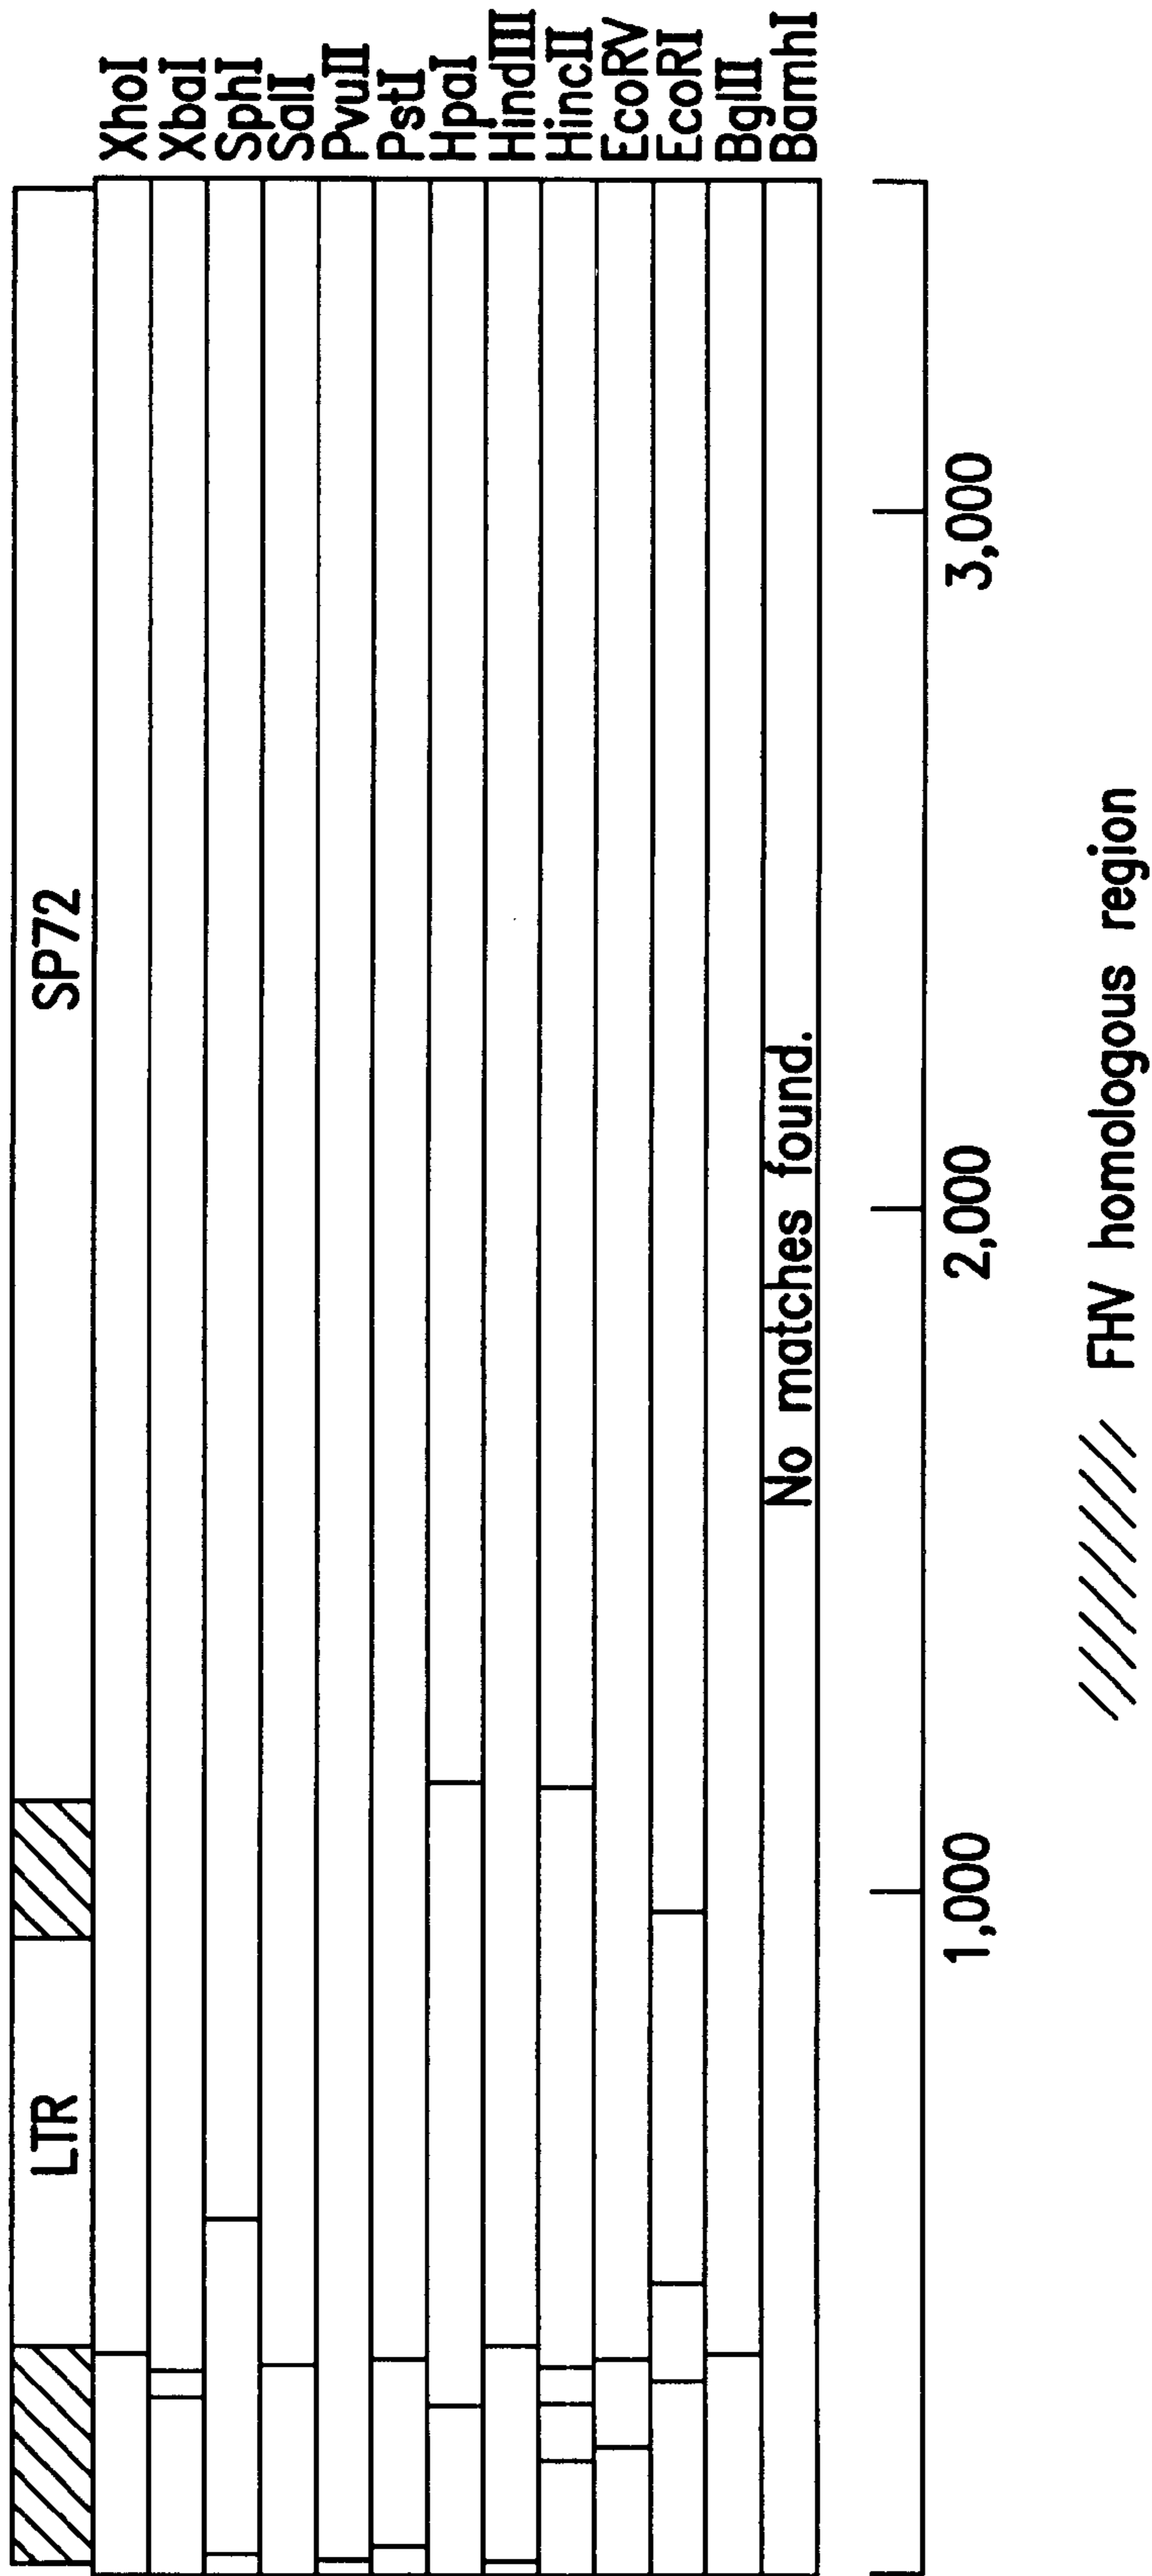 LTR
SP72
XhoI
XbaI
SphI
SalI
PvuII
PstI
HpaI
HindIII
HincII
EcoRV
EcoRI
BglII
BamhI
No matches found.
1,000
2,000
3,000
FHV homologous region